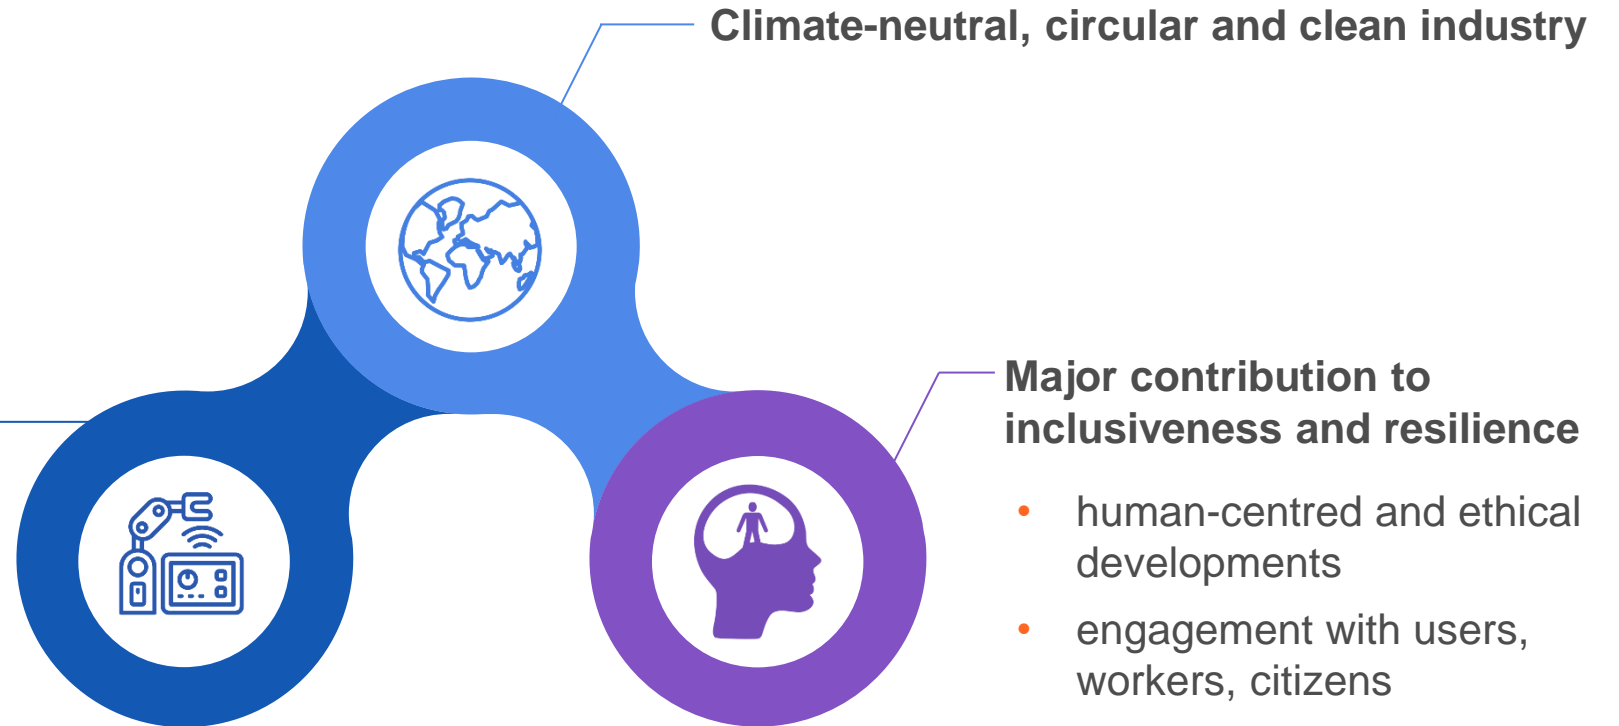 Climate-neutral, circular and clean industry
Major contribution to
inclusiveness and resilience
• human-centred and ethical
developments
• engagement with users,
workers, citizens